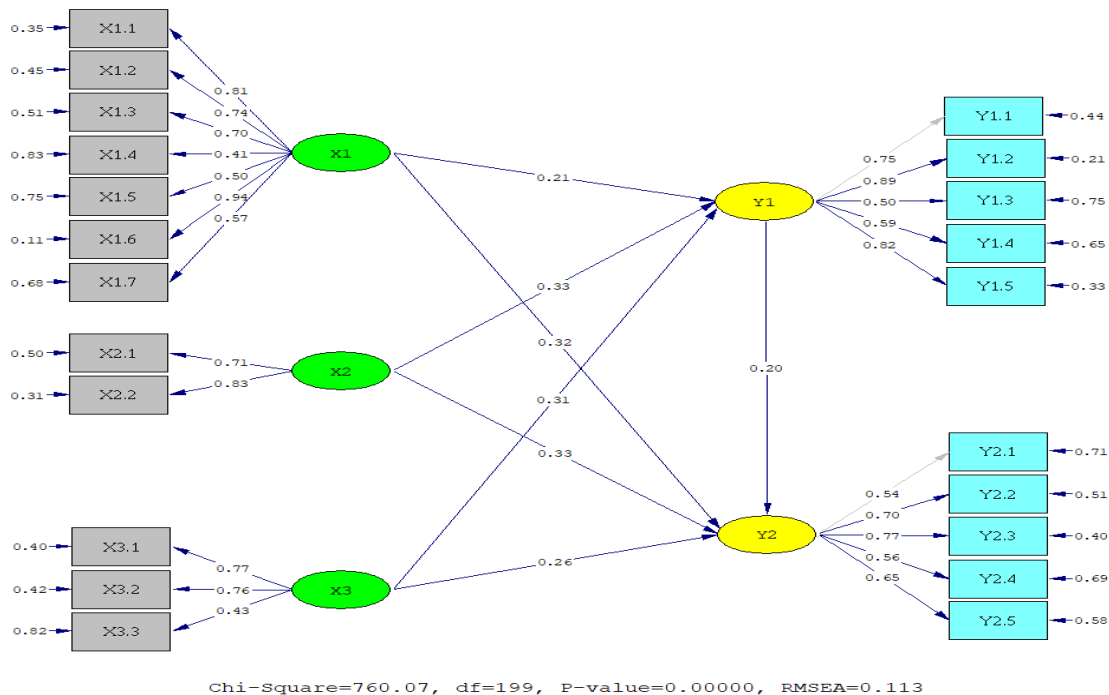 0.35 X1.1
0.45 X1.2
0.51 X1.3
0.83 X1.4
0.75 X1.5
0.11 X1.6
0.68 X1.7
0.81
0.74
0.70
0.41
0.50
0.94
0.57
X1
0.50 X2.1
0.31 X2.2
0.71
0.83
X2
0.40 X3.1
0.42 X3.2
0.82 X3.3
0.77
0.76
0.43
X3
0.21
0.33
0.32
0.31
0.33
0.26
0.20
Y1
0.75
0.89
0.50
0.59
0.82
Y1.1 0.44
Y1.2 0.21
Y1.3 0.75
Y1.4 0.65
Y1.5 0.33
Y2
0.54
0.70
0.77
0.56
0.65
Y2.1 0.71
Y2.2 0.51
Y2.3 0.40
Y2.4 0.69
Y2.5 0.58
Chi-Square=760.07, df=199, P-value=0.00000, RMSEA=0.113